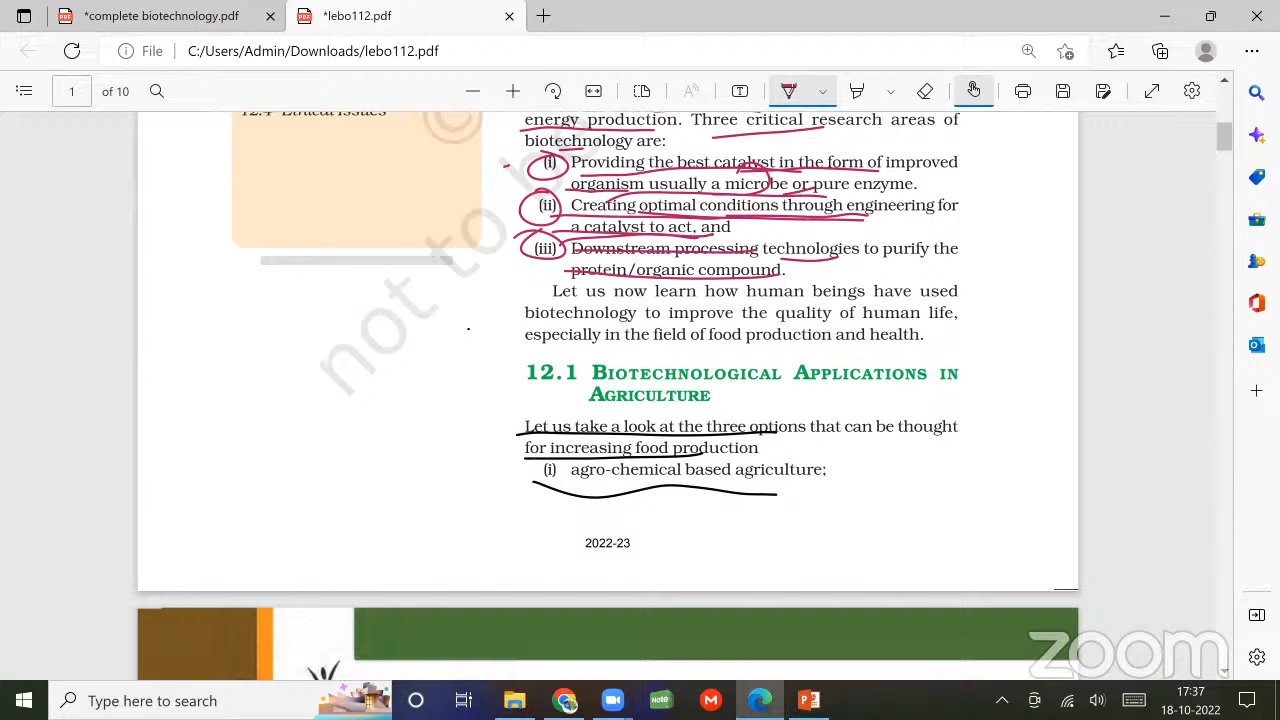 *complete biotechnology.pdf
*lebo112.pdf
File
C:/Users/Admin/Downloads/lebo112.pdf
1 of 10
12.4 Ethical Issues
energy production. Three critical research areas of
biotechnology are:
(i) Providing the best catalyst in the form of improved
organism usually a microbe or pure enzyme.
(ii) Creating optimal conditions through engineering for
a catalyst to act, and
(iii) Downstream processing technologies to purify the
protein/organic compound.
Let us now learn how human beings have used
biotechnology to improve the quality of human life,
especially in the field of food production and health.
12.1 BIOTECHNOLOGICAL APPLICATIONS IN
AGRICULTURE
Let us take a look at the three options that can be thought
for increasing food production
(i) agro-chemical based agriculture;
2022-23
© not to be
zoom
Type here to search
Note
17:37
18-10-2022